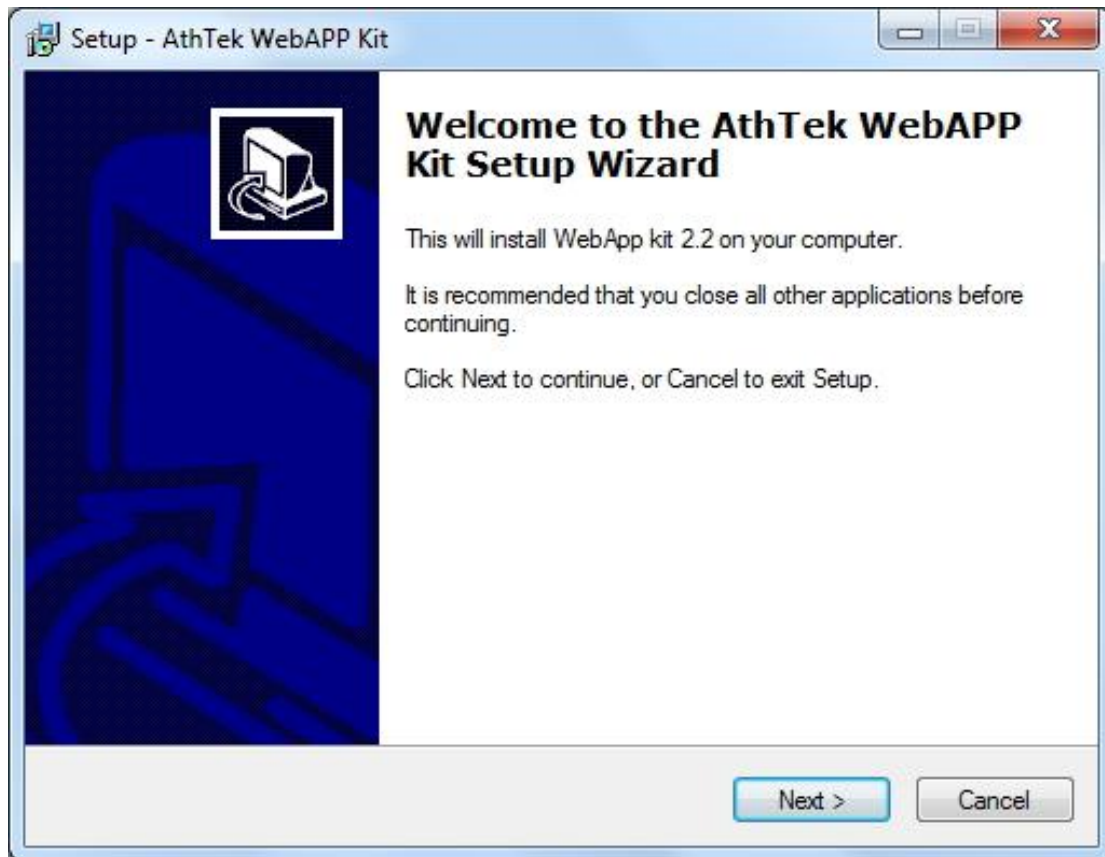 Setup - AthTek WebAPP Kit
Welcome to the AthTek WebAPP
Kit Setup Wizard
This will install WebApp kit 2.2 on your computer.
It is recommended that you close all other applications before
continuing.
Click Next to continue, or Cancel to exit Setup.
Next >
Cancel